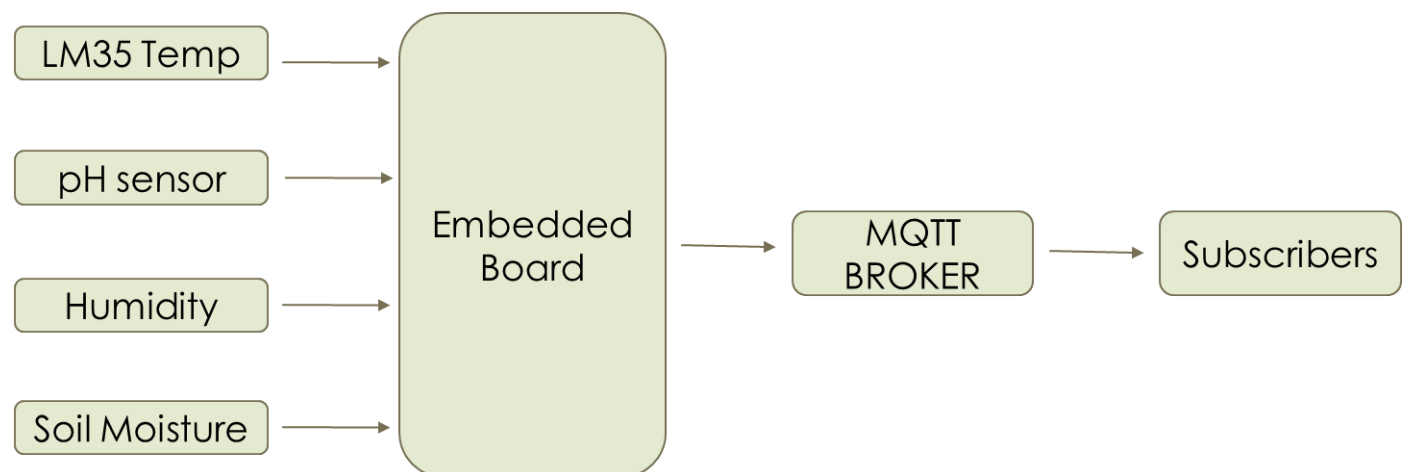 LM35 Temp
pH sensor
Humidity
Soil Moisture
Embedded
Board
MQTT
BROKER
Subscribers